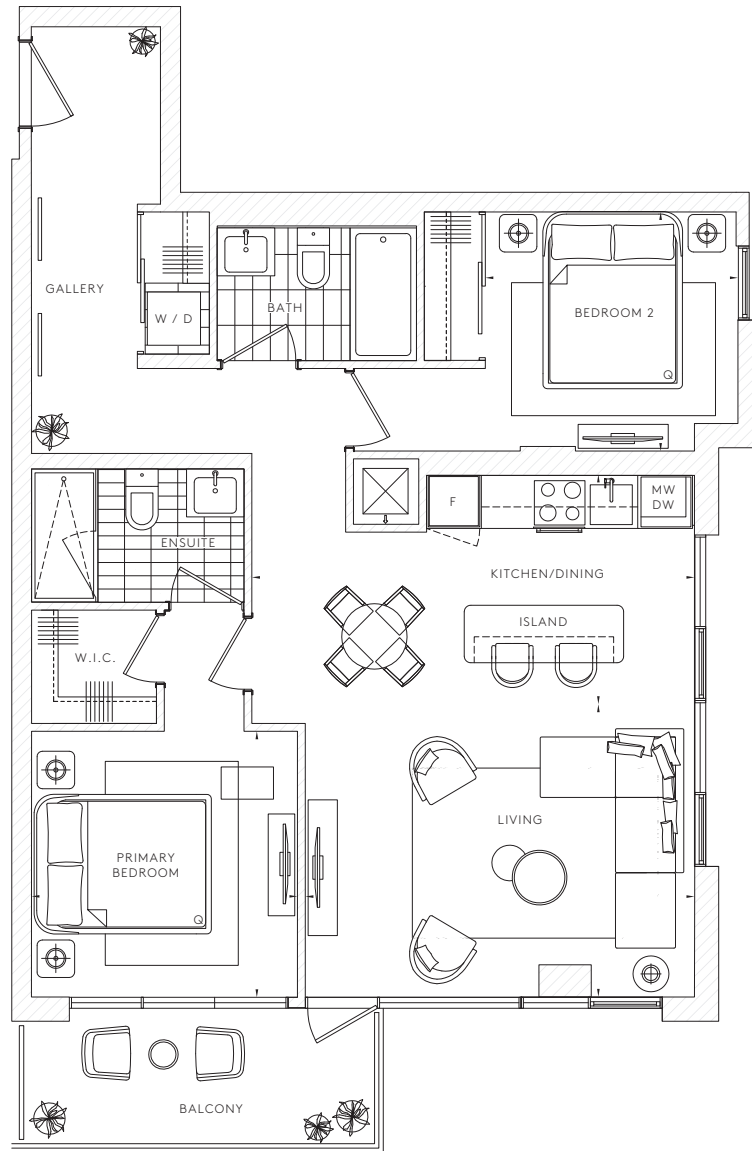 GALLERY
W / D
BATH
BEDROOM 2
Q
F
MW
DW
ENSUITE
KITCHEN/DINING
ISLAND
W.I.C.
LIVING
PRIMARY
BEDROOM
Q
BALCONY